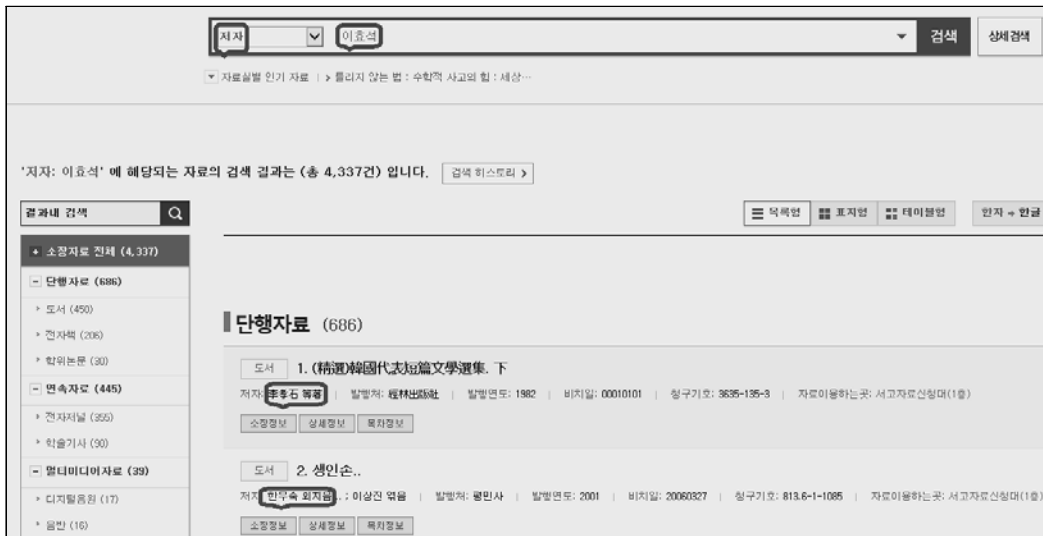 저자 이효석 검색 상세검색
자료실별 인기 자료 | > 틀리지 않는 법 : 수학적 사고의 힘 : 세상…
'저자: 이효석' 에 해당되는 자료의 검색 결과는 (총 4,337건) 입니다. 검색 히스토리 >
결과내 검색
목록형 표지형 테이블형 한자 → 한글
소장자료 전체 (4,337)
단행자료 (686)
도서 (450)
전자책 (206)
학위논문 (30)
연속자료 (445)
전자저널 (355)
학술기사 (90)
멀티미디어자료 (39)
디지털음원 (17)
음반 (16)
단행자료 (686)
도서 1. (精選)韓國代表短篇文學選集. 下
저자: 李孝石 等著 | 발행처: 經林出版社 | 발행연도: 1982 | 비치일: 00010101 | 청구기호: 3635-135-3 | 자료이용하는곳: 서고자료신청대(1층)
소장정보 상세정보 목차정보
도서 2. 생인손..
저자: 한무숙 외지음.. ; 이상진 엮음 | 발행처: 평민사 | 발행연도: 2001 | 비치일: 20060327 | 청구기호: 813.6-1-1085 | 자료이용하는곳: 서고자료신청대(1층)
소장정보 상세정보 목차정보